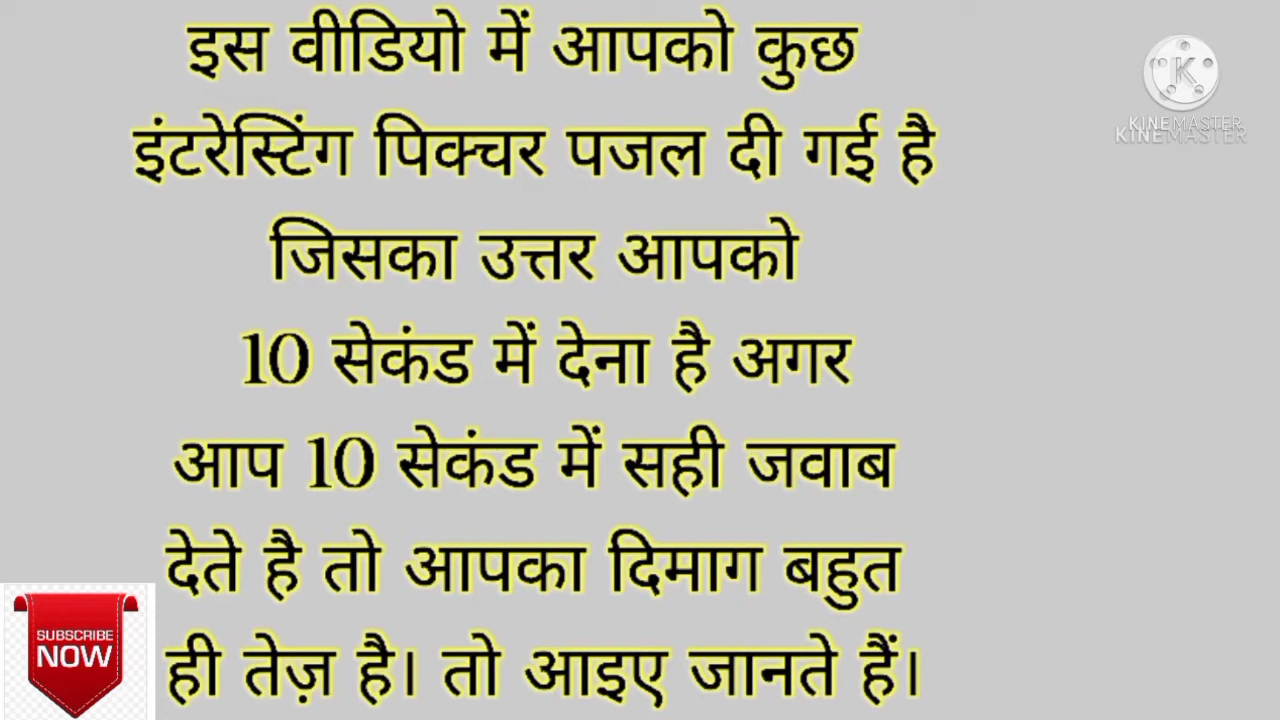 इस वीडियो में आपको कुछ
इंटरेस्टिंग पिक्चर पजल दी गई है
जिसका उत्तर आपको
10 सेकंड में देना है अगर
आप 10 सेकंड में सही जवाब
देते है तो आपका दिमाग बहुत
ही तेज़ है। तो आइए जानते हैं।
K
KINEMASTER
KINEMASTER
SUBSCRIBE
NOW